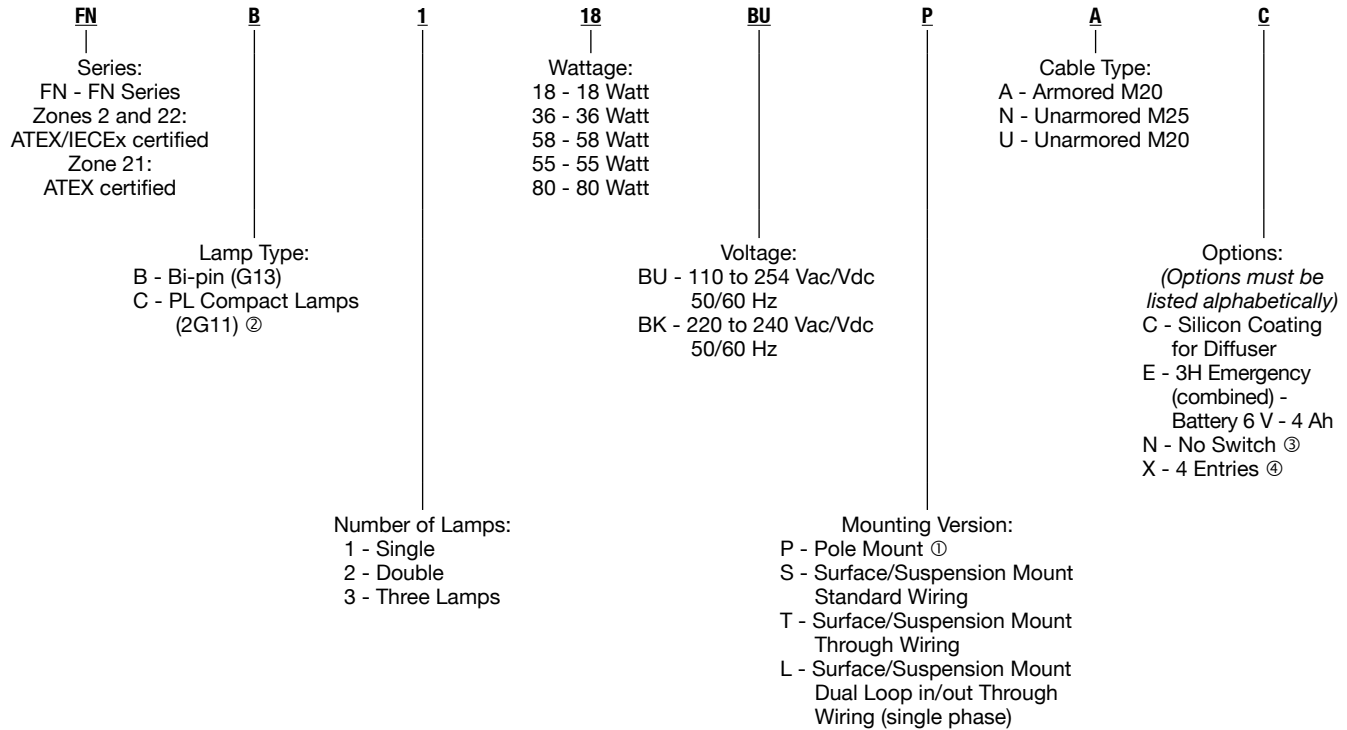 FN B 1 18 BU P A C
Series:
FN - FN Series
Zones 2 and 22:
ATEX/IECEx certified
Zone 21:
ATEX certified
Wattage:
18 - 18 Watt
36 - 36 Watt
58 - 58 Watt
55 - 55 Watt
80 - 80 Watt
Cable Type:
A - Armored M20
N - Unarmored M25
U - Unarmored M20
Lamp Type:
B - Bi-pin (G13)
C - PL Compact Lamps
(2G11) ②
Voltage:
BU - 110 to 254 Vac/Vdc
50/60 Hz
BK - 220 to 240 Vac/Vdc
50/60 Hz
Options:
(Options must be
listed alphabetically)
C - Silicon Coating
for Diffuser
E - 3H Emergency
(combined) -
Battery 6 V - 4 Ah
N - No Switch ③
X - 4 Entries ④
Number of Lamps:
1 - Single
2 - Double
3 - Three Lamps
Mounting Version:
P - Pole Mount ①
S - Surface/Suspension Mount
Standard Wiring
T - Surface/Suspension Mount
Through Wiring
L - Surface/Suspension Mount
Dual Loop in/out Through
Wiring (single phase)